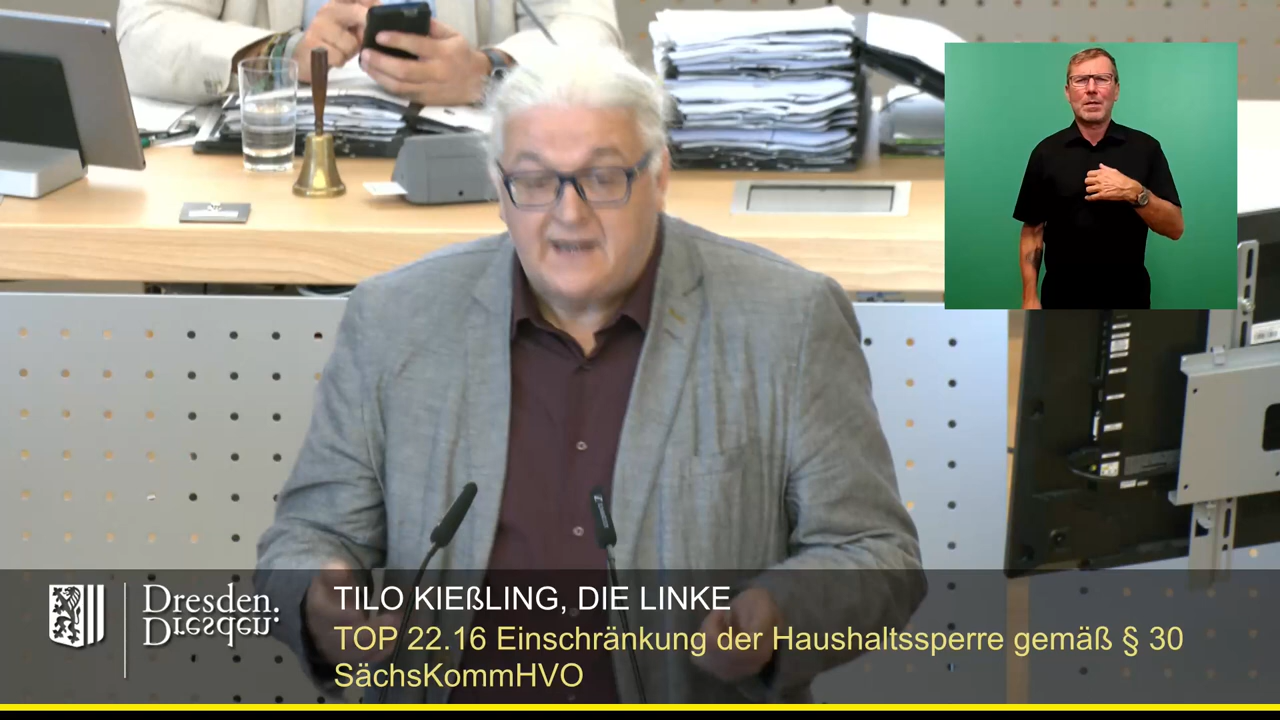 Dresden.
Dresden.
TILO KIEßLING, DIE LINKE
TOP 22.16 Einschränkung der Haushaltssperre gemäß § 30
SächsKommHVO